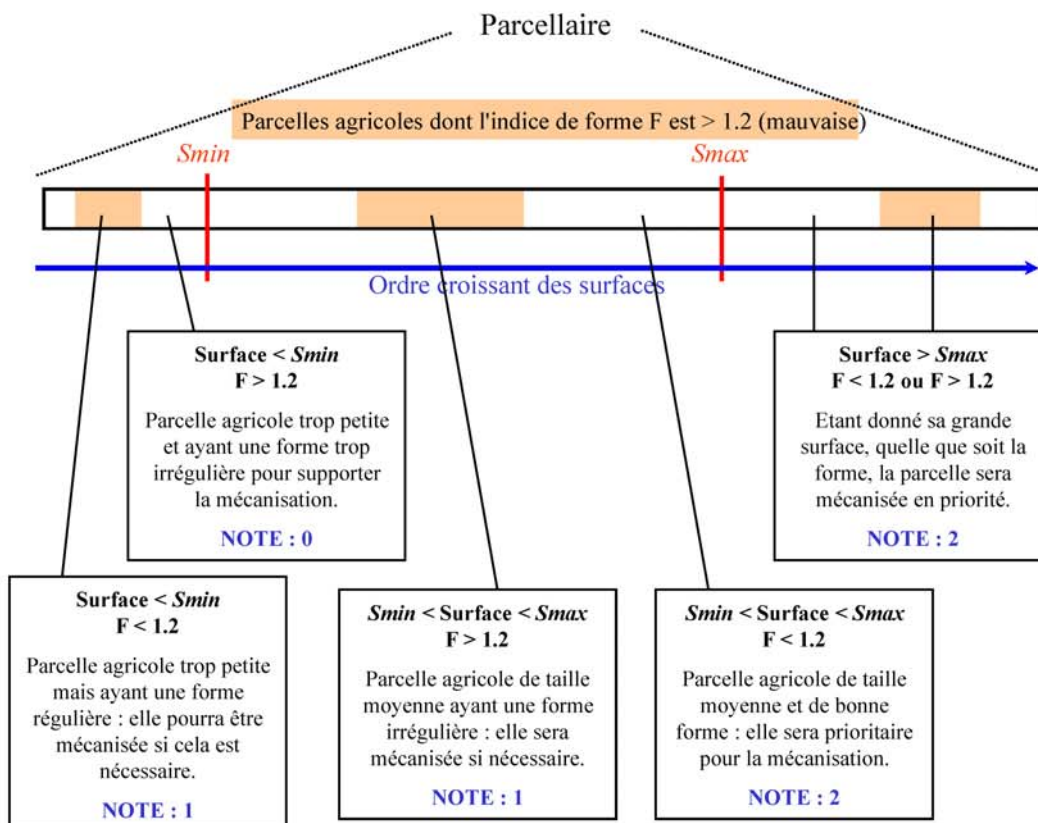 Parcellaire
Parcelles agricoles dont l'indice de forme F est > 1.2 (mauvaise)
Smin
Smax
Ordre croissant des surfaces
Surface < Smin
F > 1.2
Parcelle agricole trop petite
et ayant une forme trop
irrégulière pour supporter
la mécanisation.
NOTE : 0
Surface > Smax
F < 1.2 ou F > 1.2
Etant donné sa grande
surface, quelle que soit la
forme, la parcelle sera
mécanisée en priorité.
NOTE : 2
Surface < Smin
F < 1.2
Parcelle agricole trop petite
mais ayant une forme
régulière : elle pourra être
mécanisée si cela est
nécessaire.
NOTE : 1
Smin < Surface < Smax
F > 1.2
Parcelle agricole de taille
moyenne ayant une forme
irrégulière : elle sera
mécanisée si nécessaire.
NOTE : 1
Smin < Surface < Smax
F < 1.2
Parcelle agricole de taille
moyenne et de bonne
forme : elle sera prioritaire
pour la mécanisation.
NOTE : 2